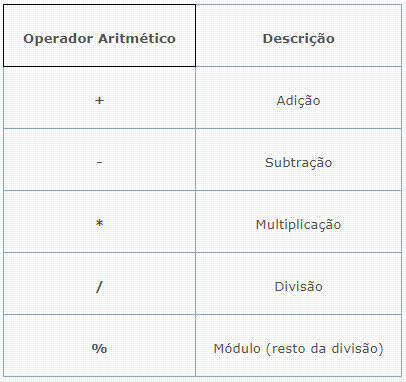 Operador Aritmético Descrição
+ Adição
- Subtração
* Multiplicação
/ Divisão
% Módulo (resto da divisão)